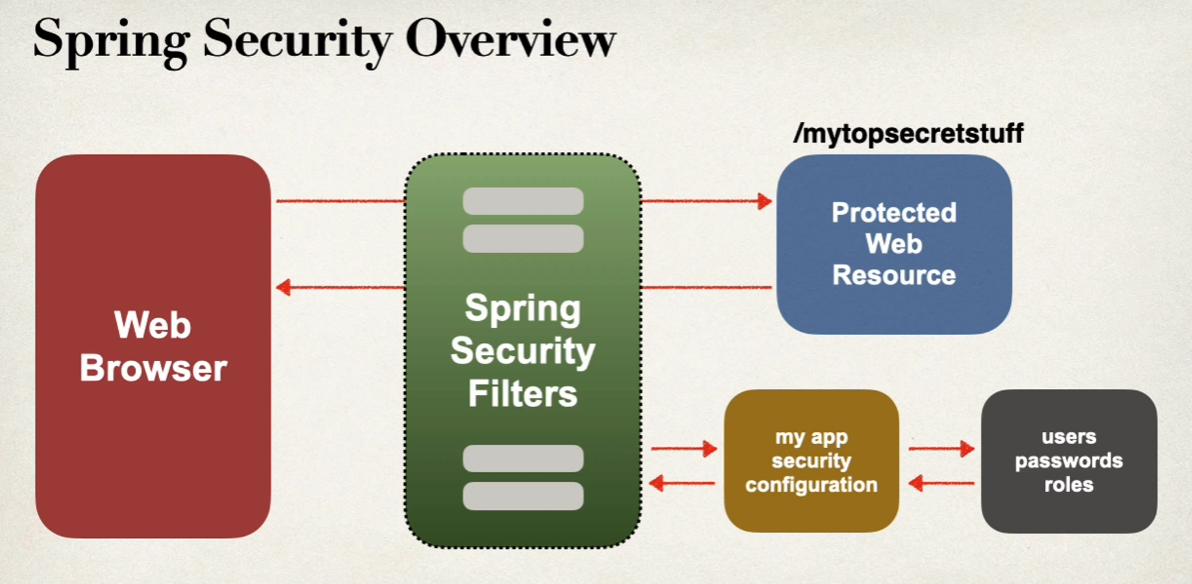 Spring Security Overview
/mytopsecretstuff
Web
Browser
Spring
Security
Filters
Protected
Web
Resource
my app
security
configuration
users
passwords
roles